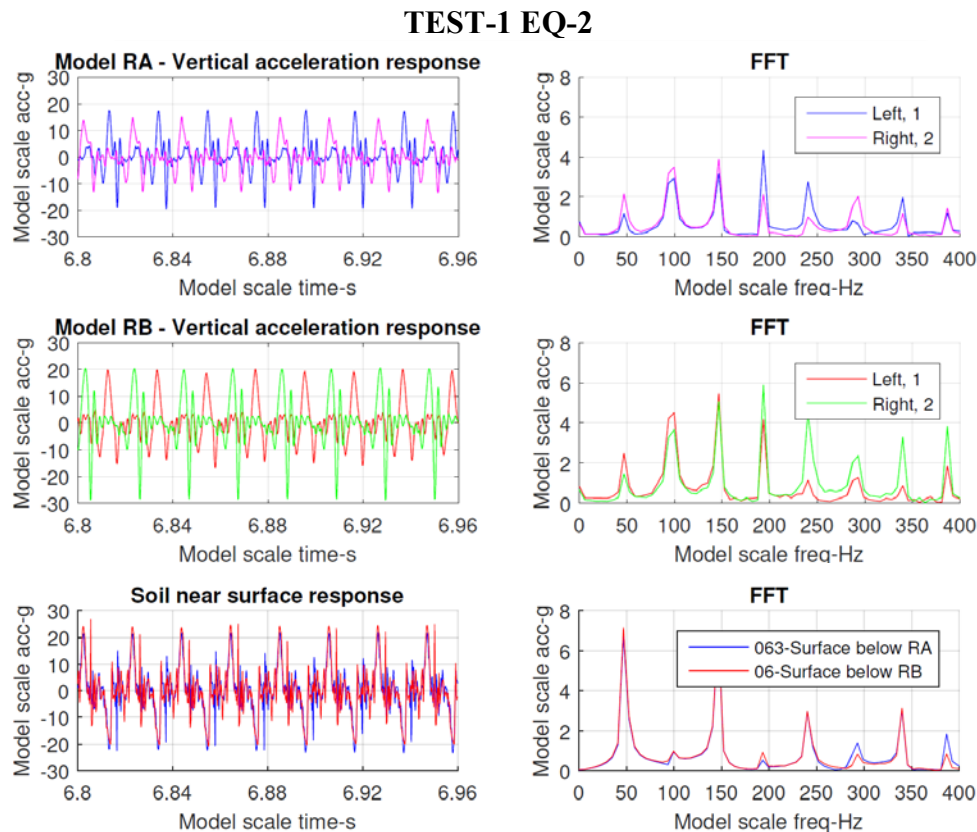 TEST-1 EQ-2
Model RA - Vertical acceleration response
Model scale acc-g
30
20
10
0
-10
-20
-30
6.8 6.84 6.88 6.92 6.96
Model scale time-s
FFT
8
6
4
2
0
Left, 1
Right, 2
0 50 100 150 200 250 300 350 400
Model scale freq-Hz
Model RB - Vertical acceleration response
Model scale acc-g
30
20
10
0
-10
-20
-30
6.8 6.84 6.88 6.92 6.96
Model scale time-s
FFT
Model scale acc-g
8
6
4
2
0
Left, 1
Right, 2
0 50 100 150 200 250 300 350 400
Model scale freq-Hz
Soil near surface response
Model scale acc-g
30
20
10
0
-10
-20
-30
6.8 6.84 6.88 6.92 6.96
Model scale time-s
FFT
Model scale acc-g
8
6
4
2
0
063-Surface below RA
06-Surface below RB
0 50 100 150 200 250 300 350 400
Model scale freq-Hz
Model scale acc-g